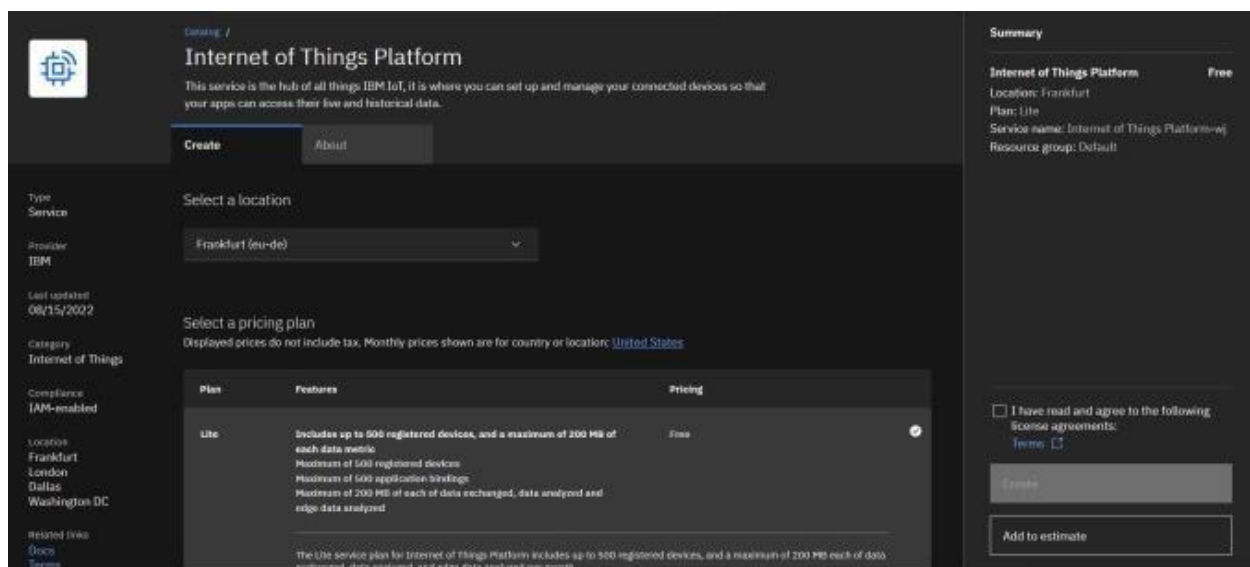 Catalog /
Internet of Things Platform
This service is the hub of all things IBM IoT, it is where you can set up and manage your connected devices so that
your apps can access their live and historical data.
Create
About
Type
Service
Provider
IBM
Last updated
08/15/2022
Category
Internet of Things
Compliance
IAM-enabled
Location
Frankfurt
London
Dallas
Washington DC
Related links
Docs
Terms
Select a location
Frankfurt (eu-de)
Select a pricing plan
Displayed prices do not include tax. Monthly prices shown are for country or location: United States
Plan
Features
Pricing
Lite
Includes up to 500 registered devices, and a maximum of 200 MB of
each data metric
Maximum of 500 registered devices
Maximum of 500 application bindings
Maximum of 200 MB of each of data exchanged, data analyzed and
edge data analyzed
Free
The Lite service plan for Internet of Things Platform includes up to 500 registered devices, and a maximum of 200 MB each of data
exchanged, data analyzed, and edge data analyzed per month.
Summary
Internet of Things Platform
Free
Location: Frankfurt
Plan: Lite
Service name: Internet of Things Platform-wj
Resource group: Default
I have read and agree to the following
license agreements:
Terms
Create
Add to estimate